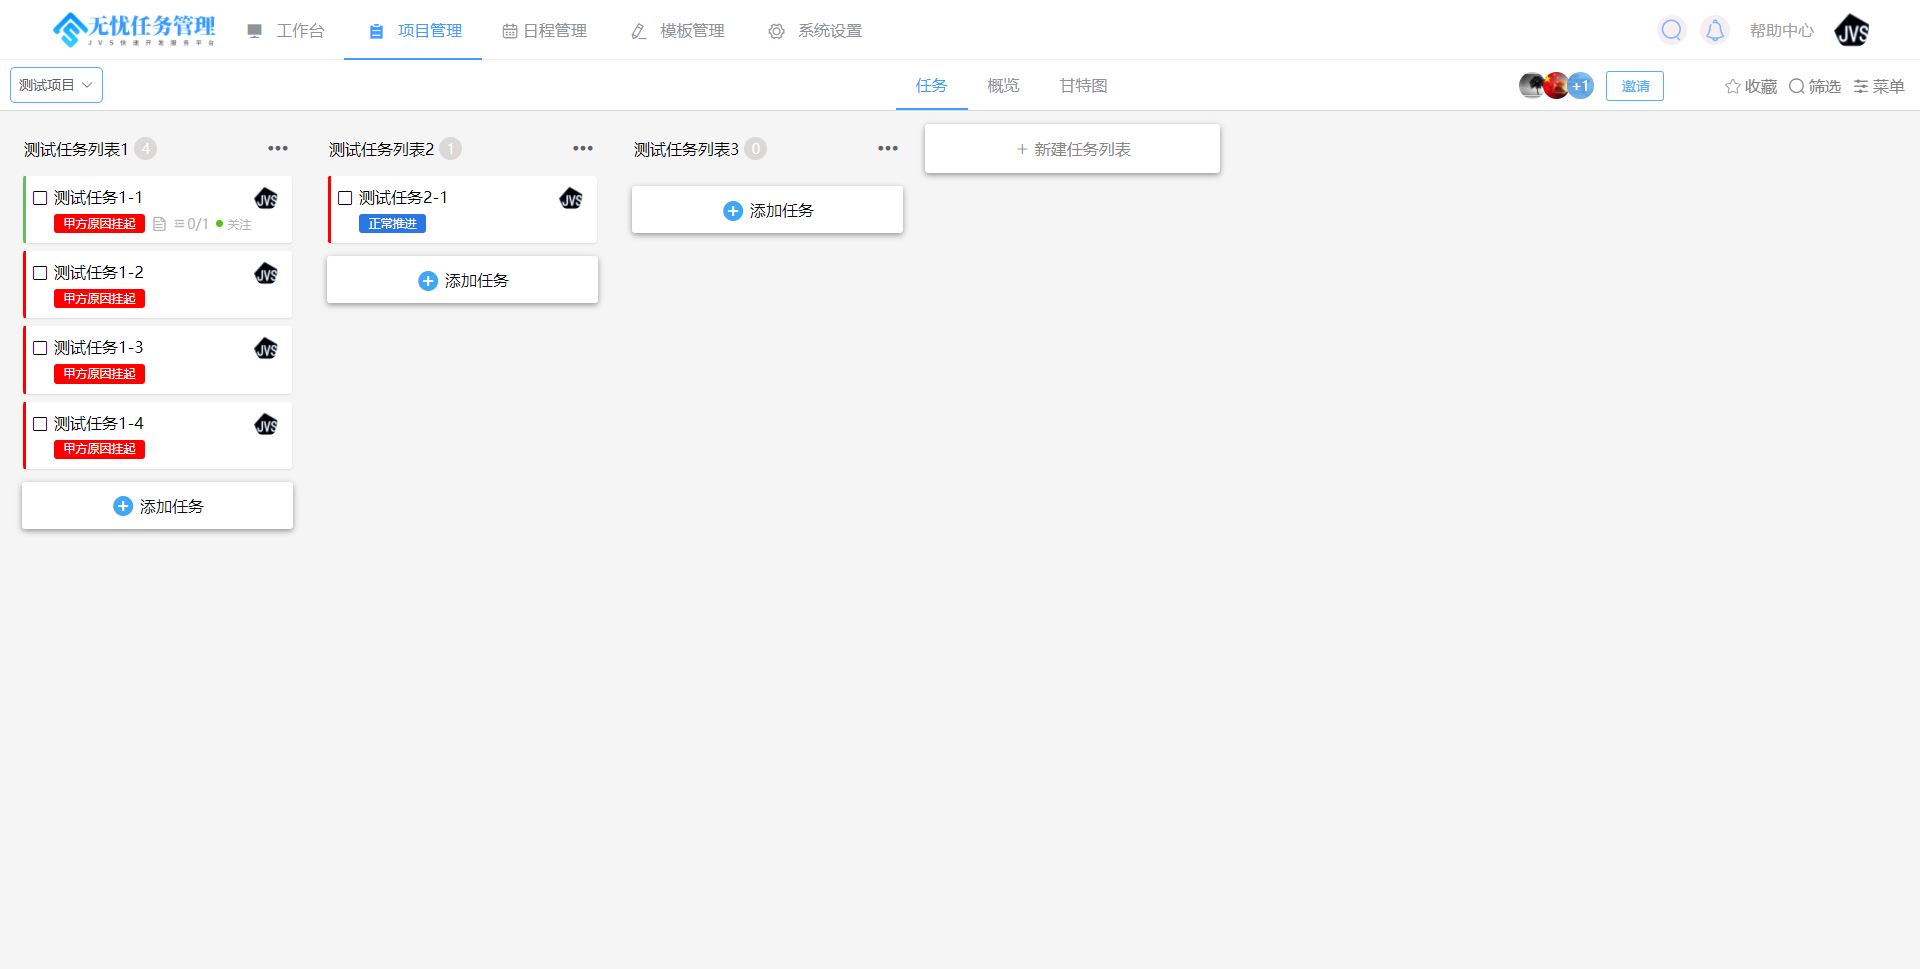 无忧任务管理
JVS快速开发服务平台
工作台
项目管理
日程管理
模板管理
系统设置
帮助中心
JVS
测试项目
任务
概览
甘特图
+1
邀请
收藏
筛选
菜单
测试任务列表1 4
测试任务1-1
JVS
甲方原因挂起 0/1 关注
测试任务1-2
JVS
甲方原因挂起
测试任务1-3
JVS
甲方原因挂起
测试任务1-4
JVS
甲方原因挂起
添加任务
测试任务列表2 1
测试任务2-1
JVS
正常推进
添加任务
测试任务列表3 0
添加任务
+ 新建任务列表